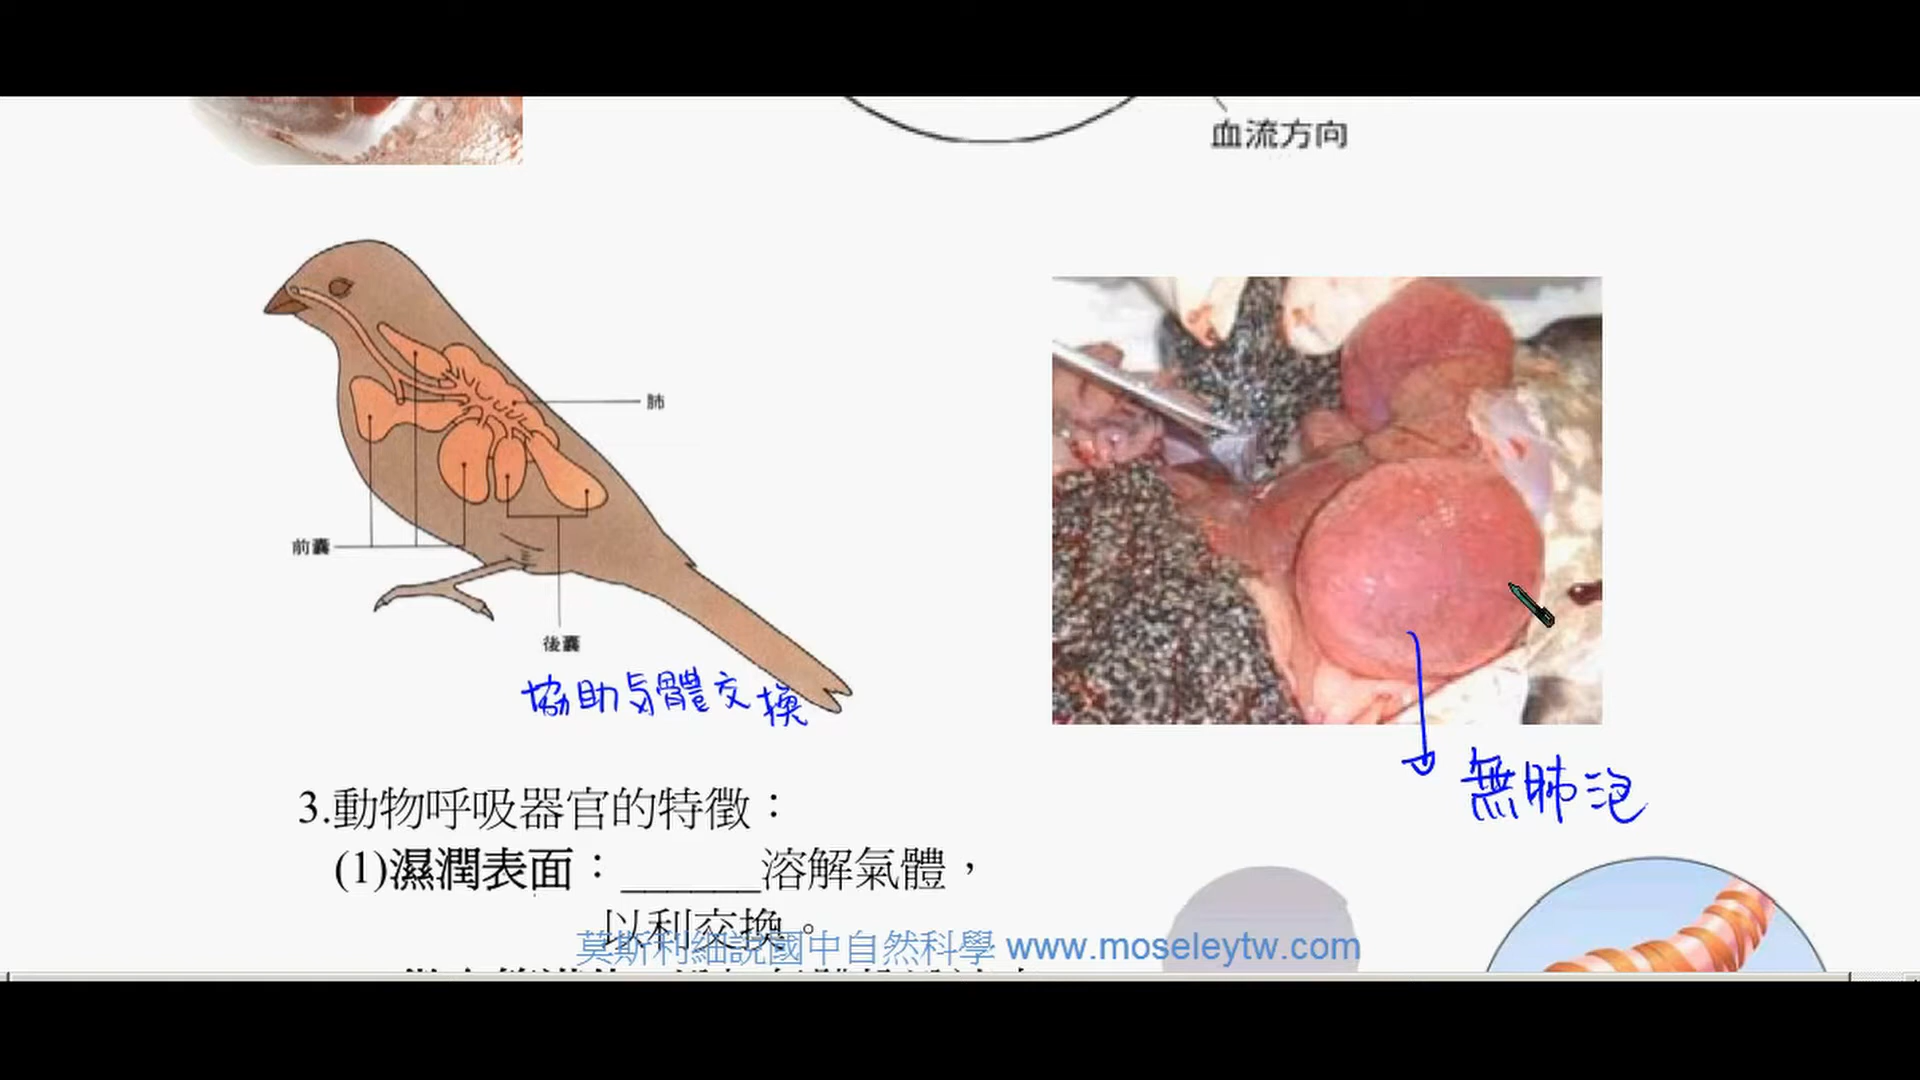 血流方向
肺
前囊
後囊
協助氣體交換
無肺泡
3.動物呼吸器官的特徵：
(1)濕潤表面：______溶解氣體，
以利交換。
莫斯利細說國中自然科學 www.moseleytw.com